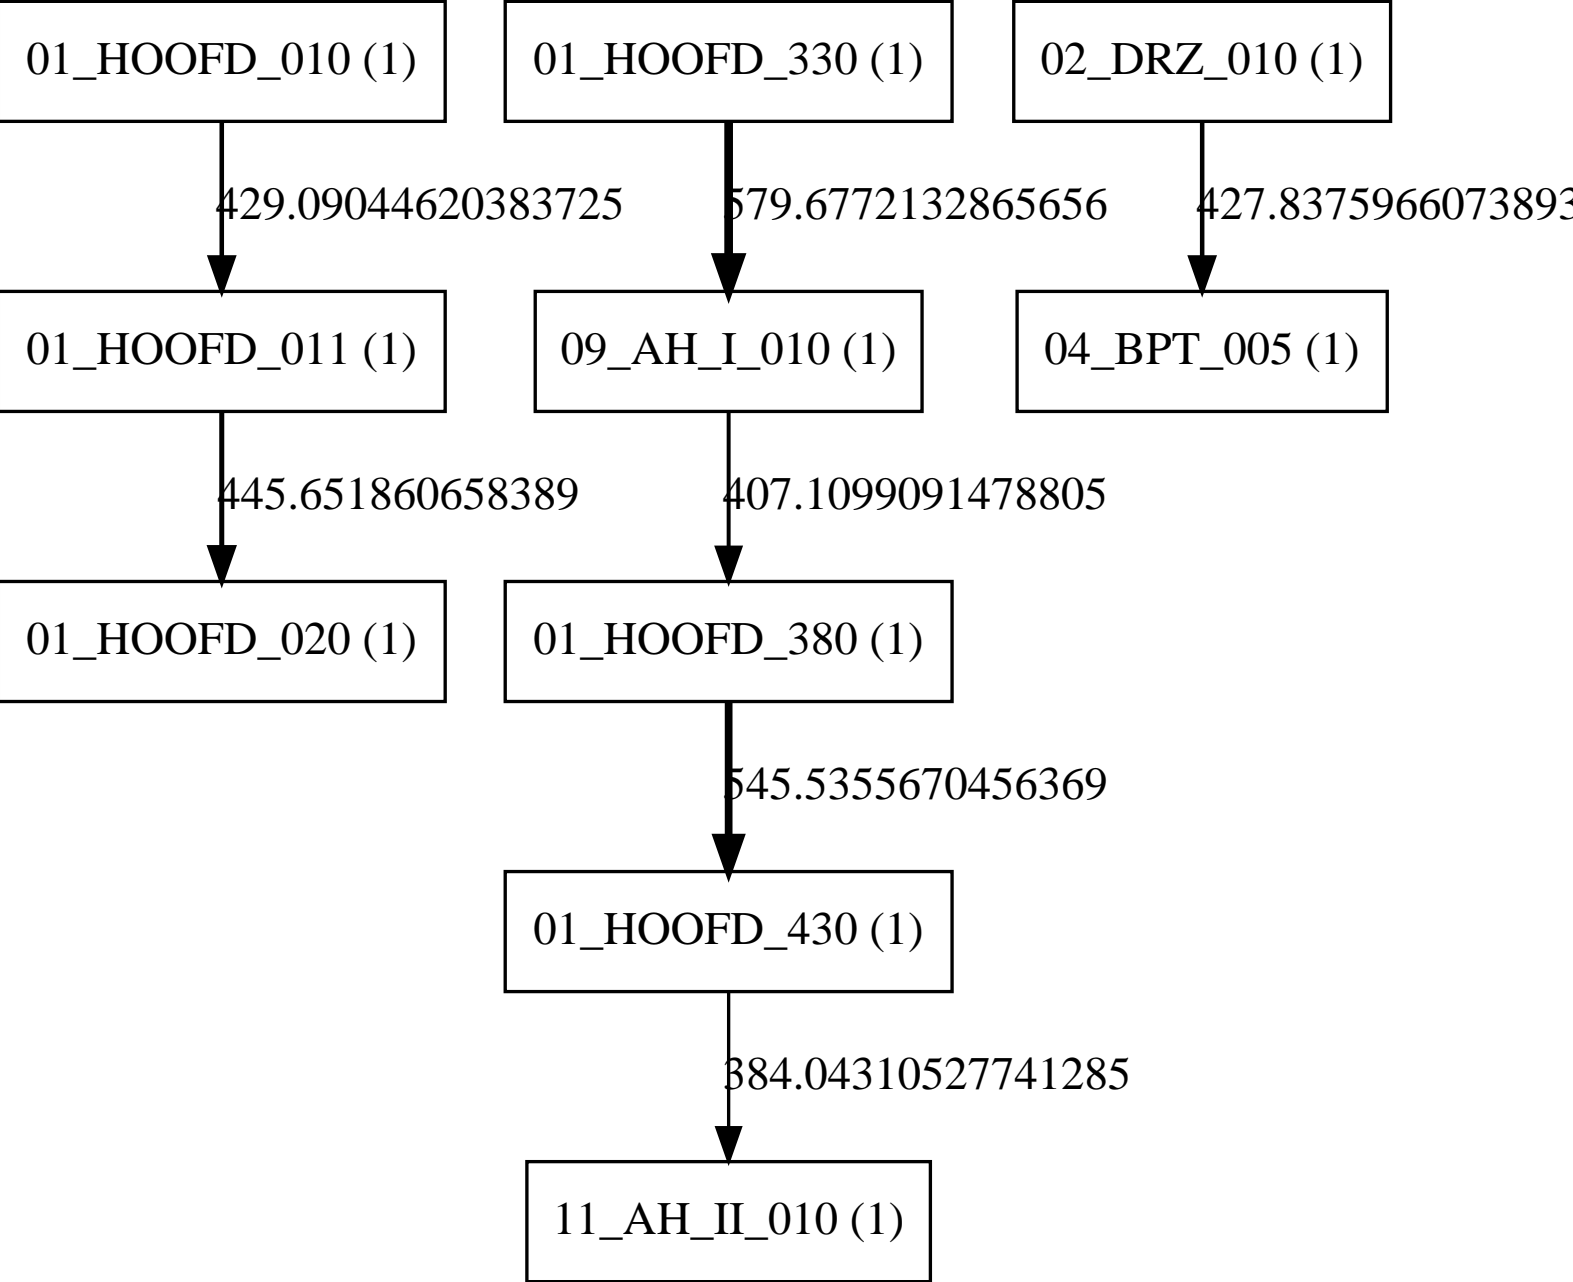 01_HOOFD_010 (1)
01_HOOFD_330 (1)
02_DRZ_010 (1)
429.09044620383725
579.6772132865656
427.8375966073893
01_HOOFD_011 (1)
09_AH_I_010 (1)
04_BPT_005 (1)
445.651860658389
407.1099091478805
01_HOOFD_020 (1)
01_HOOFD_380 (1)
545.5355670456369
01_HOOFD_430 (1)
384.04310527741285
11_AH_II_010 (1)